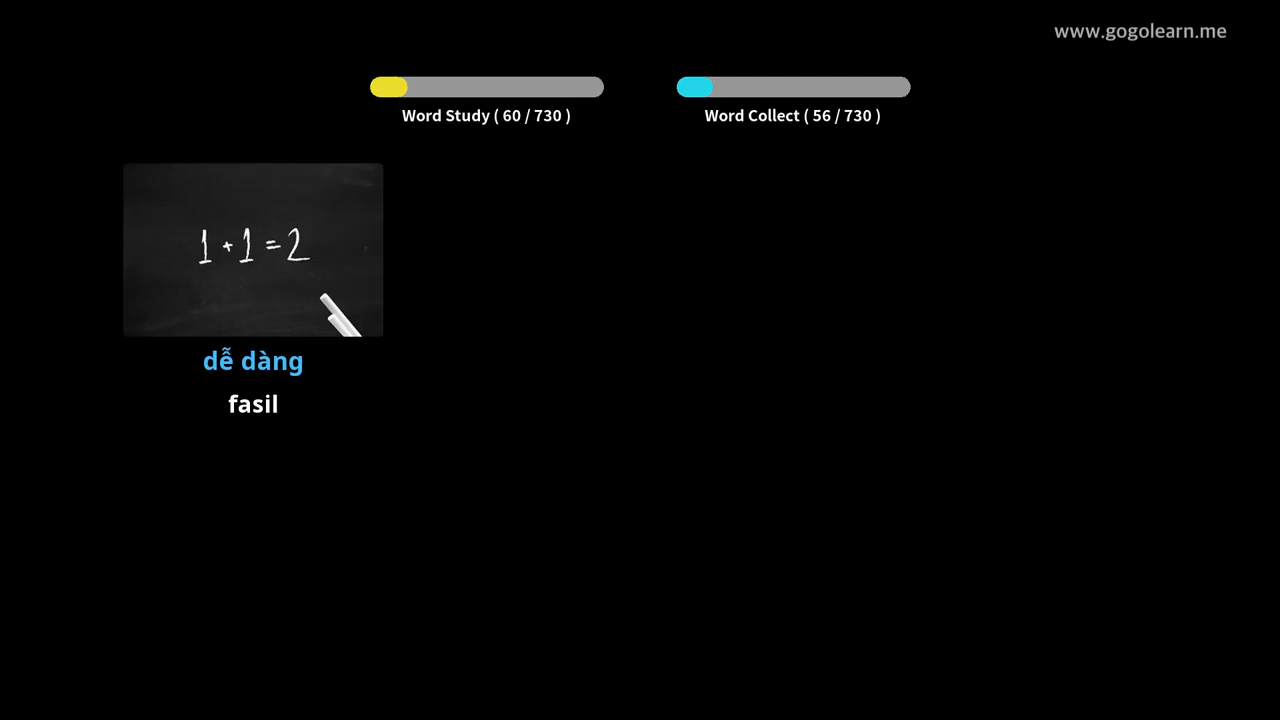 www.gogolearn.me
Word Study ( 60 / 730 )
Word Collect ( 56 / 730 )
1 + 1 = 2
dễ dàng
fasil